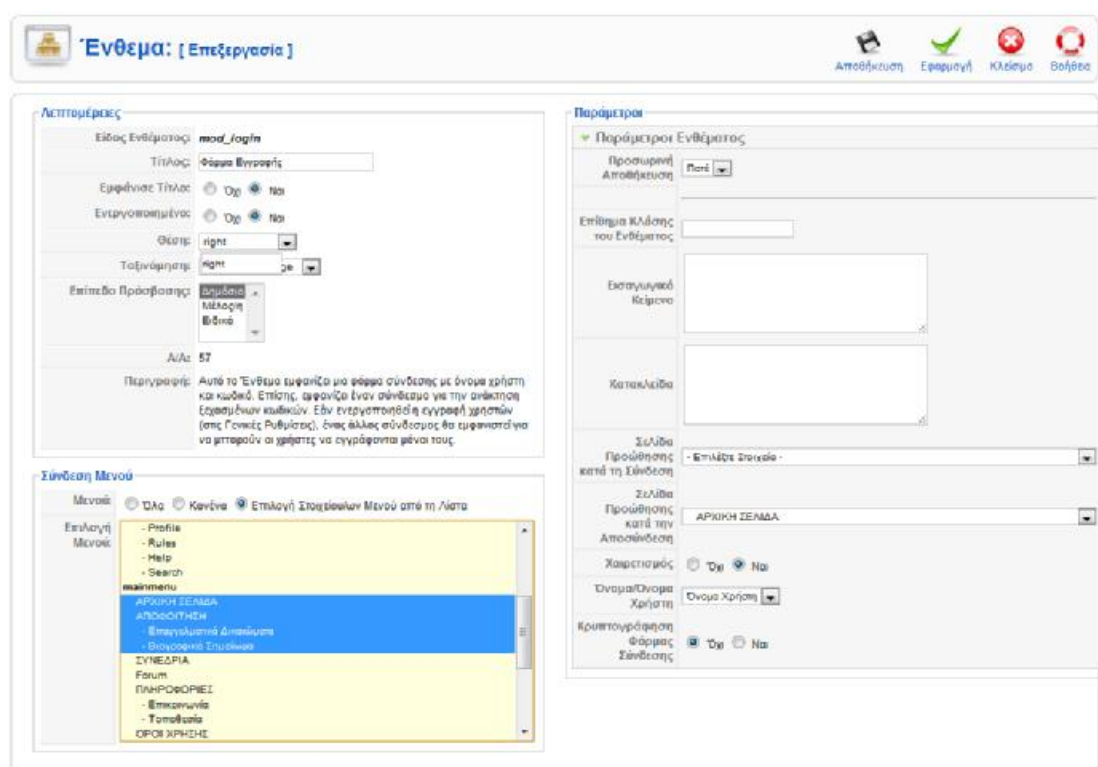 Ένθεμα: [ Επεξεργασία ]
Αποθήκευση Εφαρμογή Κλείσιμο Βοήθεια
Λεπτομέρειες
Είδος Ενθέματος: mod_login
Τίτλος: Φόρμα Εγγραφής
Εμφάνισε Τίτλο: Όχι Ναι
Ενεργοποιημένο: Όχι Ναι
Θέση: right
right
Ταξινόμηση:
Επίπεδο Πρόσβασης: Δημόσιο
Μέλος/η
Ειδικό
Α/Α: 57
Περιγραφή: Αυτό το Ένθεμα εμφανίζει μια φόρμα σύνδεσης με όνομα χρήστη
και κωδικό. Επίσης, εμφανίζει έναν σύνδεσμο για την ανάκτηση
ξεχασμένων κωδικών. Εάν ενεργοποιηθεί η εγγραφή χρηστών
(στις Γενικές Ρυθμίσεις), ένας άλλος σύνδεσμος θα εμφανιστεί για
να μπορούν οι χρήστες να εγγράφονται μόνοι τους.
Σύνδεση Μενού
Μενού: Όλα Κανένα Επιλογή Στοιχείου/ων Μενού από τη Λίστα
Επιλογή
Μενού:
- Profile
- Rules
- Help
- Search
mainmenu
ΑΡΧΙΚΗ ΣΕΛΙΔΑ
ΑΠΟΦΟΙΤΗΣΗ
- Επαγγελματικά Δικαιώματα
- Βιογραφικό Σημείωμα
ΣΥΝΕΔΡΙΑ
Forum
ΠΛΗΡΟΦΟΡΙΕΣ
- Επικοινωνία
- Τοποθεσία
ΟΡΟΙ ΧΡΗΣΗΣ
Παράμετροι
Παράμετροι Ενθέματος
Προσωρινή
Αποθήκευση
Ποτέ
Επίθημα Κλάσης
του Ενθέματος
Εισαγωγικό
Κείμενο
Κατακλείδα
Σελίδα
Προώθησης
κατά τη Σύνδεση
- Επιλέξτε Στοιχείο -
Σελίδα
Προώθησης
κατά την
Αποσύνδεση
ΑΡΧΙΚΗ ΣΕΛΙΔΑ
Χαιρετισμός Όχι Ναι
Όνομα/Όνομα
Χρήστη
Όνομα Χρήστη
Κρυπτογράφηση
Φόρμας
Σύνδεσης
Όχι Ναι